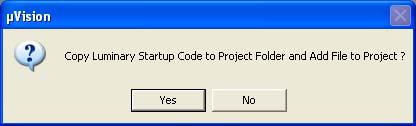 µVision
Copy Luminary Startup Code to Project Folder and Add File to Project ?
Yes
No